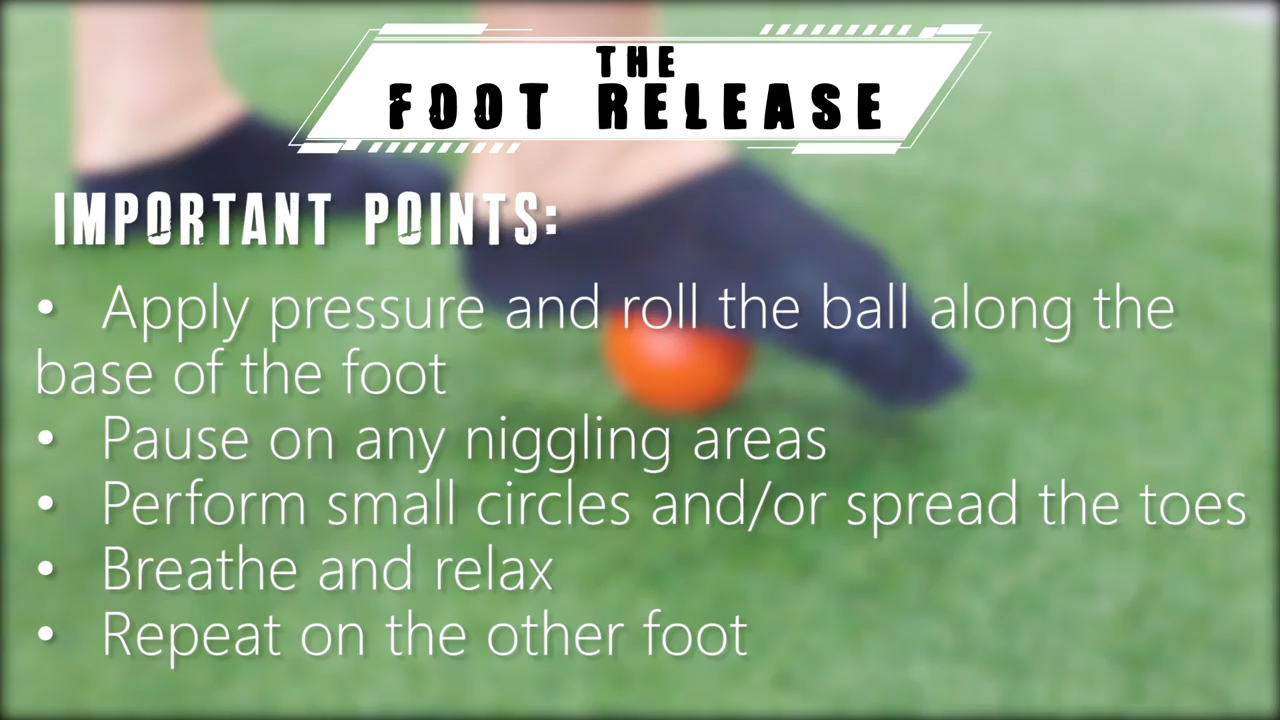 THE
FOOT RELEASE
IMPORTANT POINTS:
• Apply pressure and roll the ball along the
base of the foot
• Pause on any niggling areas
• Perform small circles and/or spread the toes
• Breathe and relax
• Repeat on the other foot